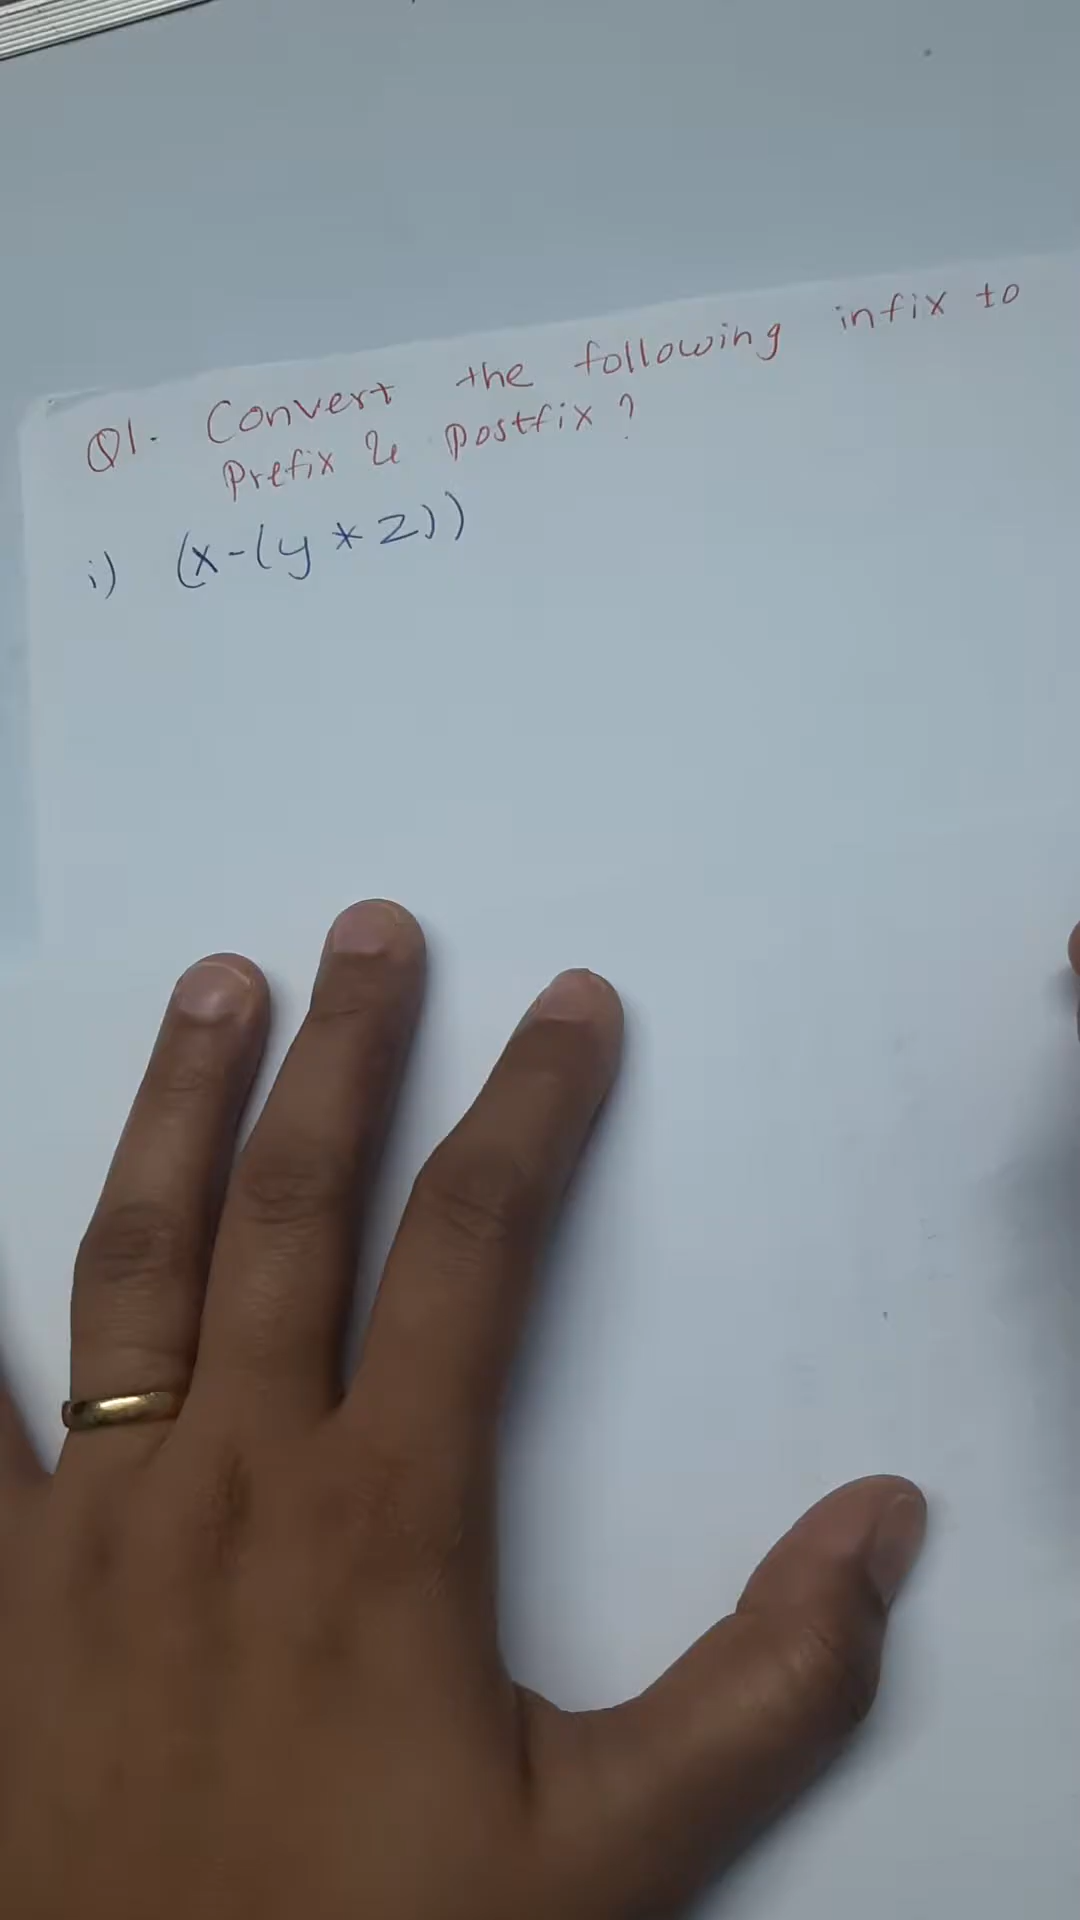 Q1. Convert the following infix to
Prefix & Postfix?
i) (x-(y*z))